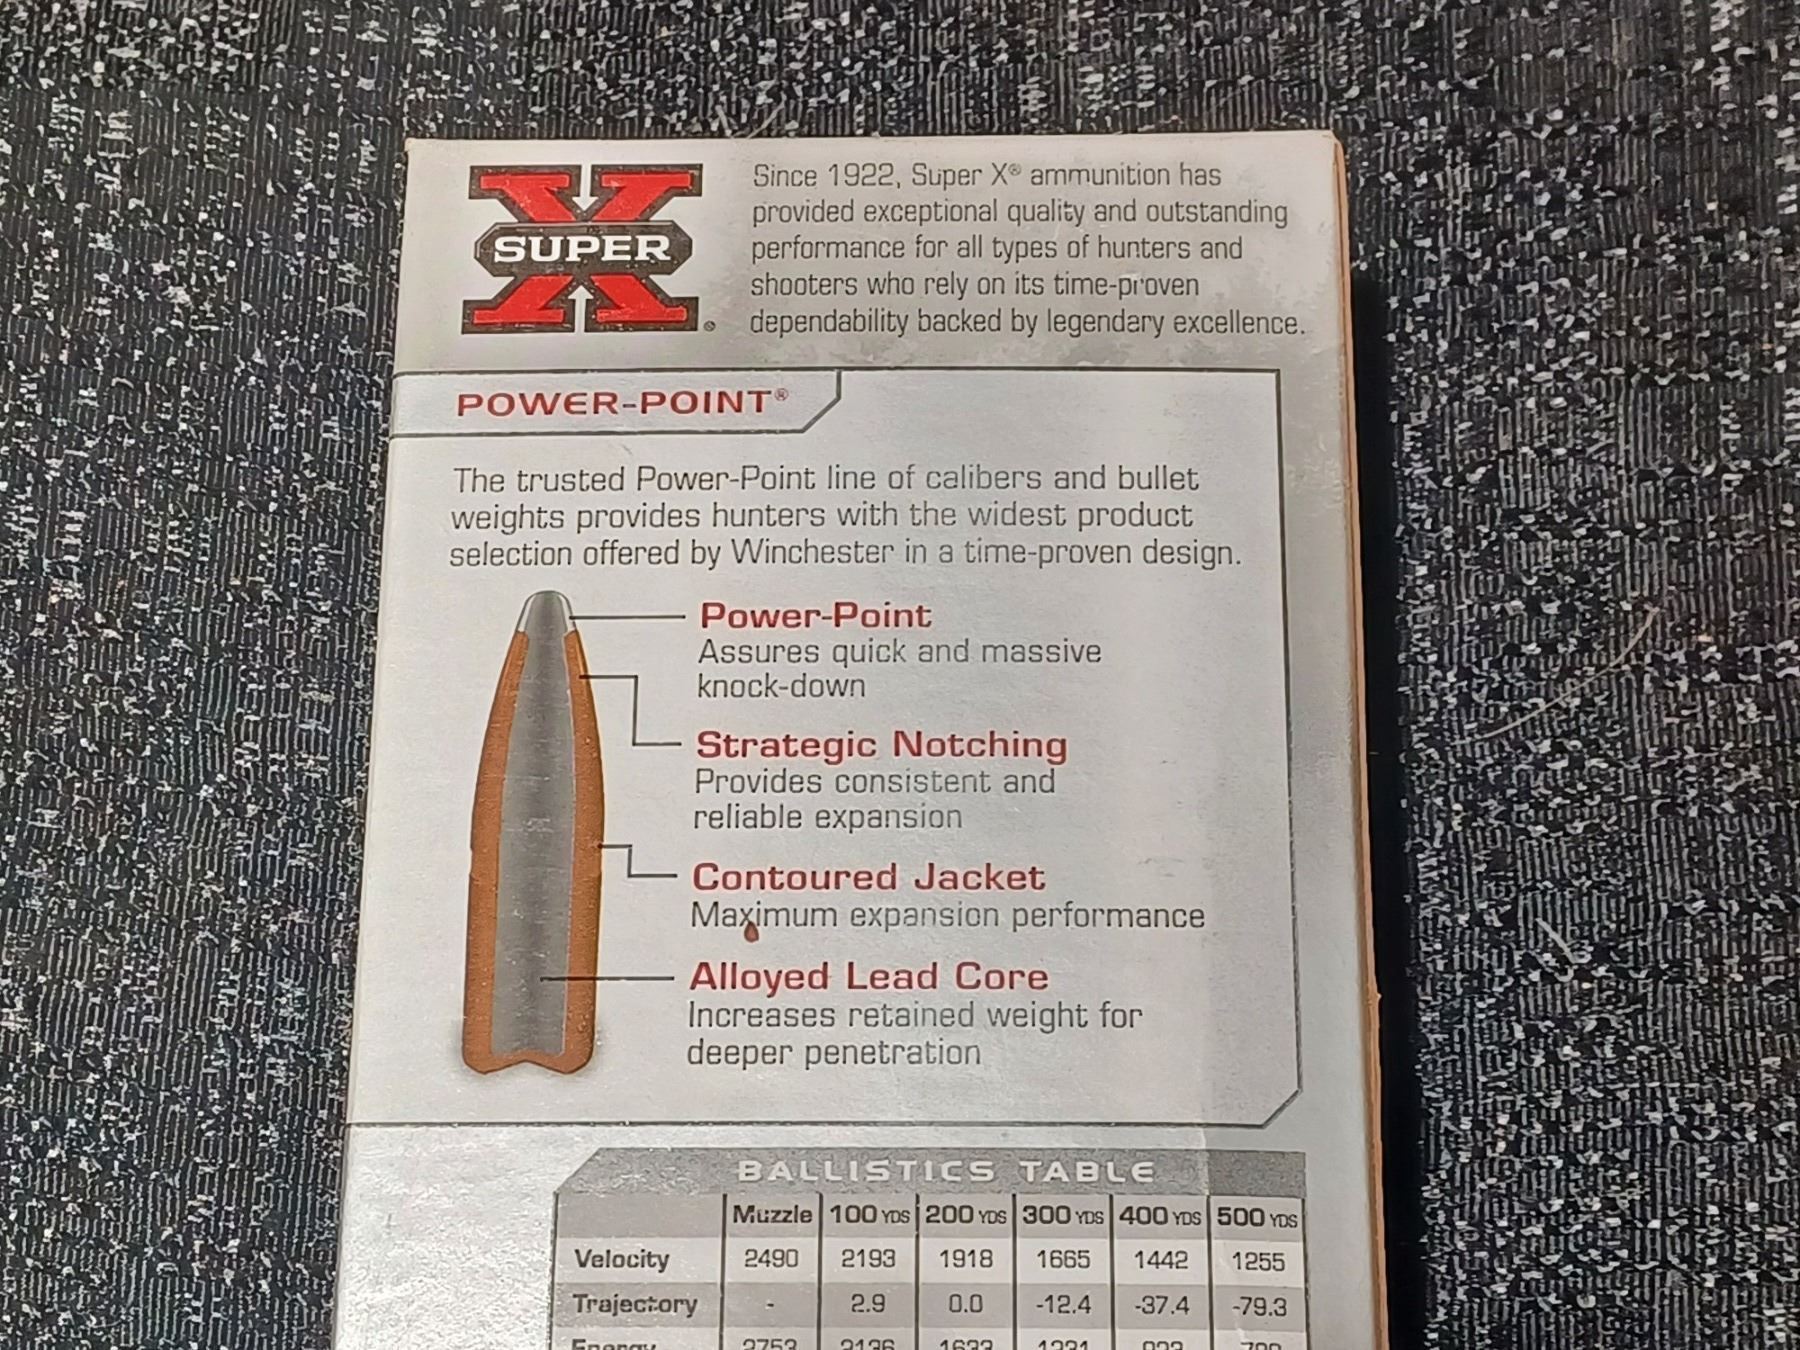 X
SUPER
®
Since 1922, Super X® ammunition has
provided exceptional quality and outstanding
performance for all types of hunters and
shooters who rely on its time-proven
dependability backed by legendary excellence.
POWER-POINT®
The trusted Power-Point line of calibers and bullet
weights provides hunters with the widest product
selection offered by Winchester in a time-proven design.
Power-Point
Assures quick and massive
knock-down
Strategic Notching
Provides consistent and
reliable expansion
Contoured Jacket
Maximum expansion performance
Alloyed Lead Core
Increases retained weight for
deeper penetration
BALLISTICS TABLE
Muzzle 100 YDS 200 YDS 300 YDS 400 YDS 500 YDS
Velocity 2490 2193 1918 1665 1442 1255
Trajectory - 2.9 0.0 -12.4 -37.4 -79.3
Energy 2753 2136 1633 1231